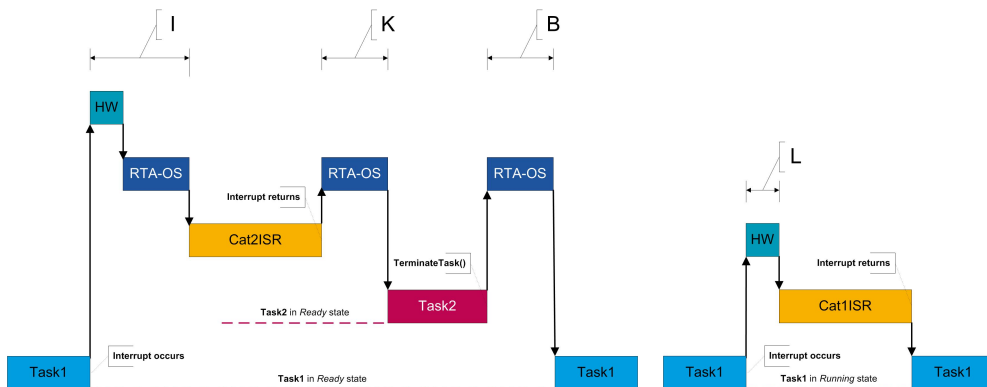 I
K
B
HW
RTA-OS
RTA-OS
RTA-OS
L
Interrupt returns
Cat2ISR
HW
TerminateTask()
Interrupt returns
Task2
Cat1ISR
Task2 in Ready state
Task1
Interrupt occurs
Task1 in Ready state
Task1
Task1
Interrupt occurs
Task1 in Running state
Task1